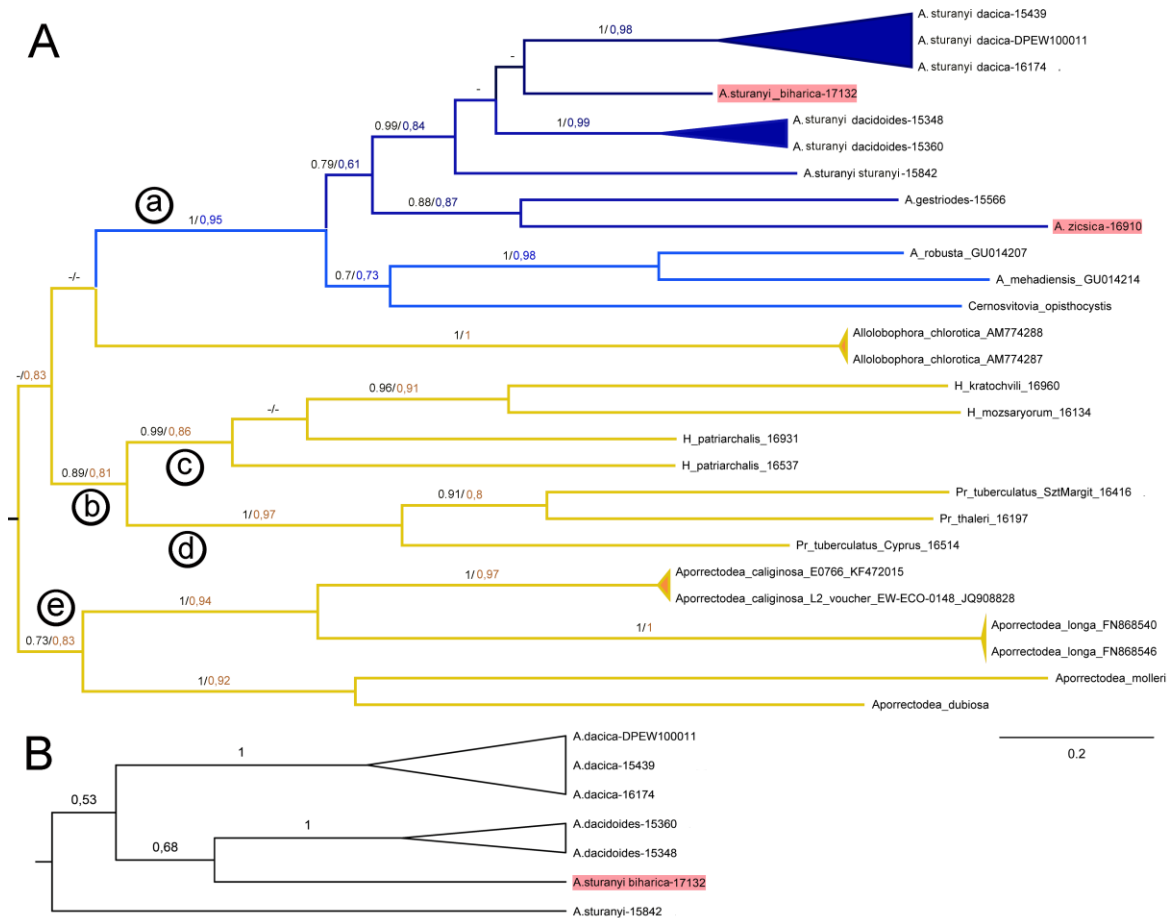 A
1/0,98
A. sturanyi dacica-15439
A. sturanyi dacica-DPEW100011
A. sturanyi dacica-16174 .
-
A.sturanyi_biharica-17132
-
1/0,99
A. sturanyi dacidoides-15348
A. sturanyi dacidoides-15360
0.99/0,84
A.sturanyi sturanyi-15842
0.79/0,61
0.88/0,87
A.gestriodes-15566
A. zicsica-16910
a
1/0,95
1/0,98
A_robusta_GU014207
0.7/0,73
A_mehadiensis_GU014214
Cernosvitovia_opisthocystis
-/-
1/1
Allolobophora_chlorotica_AM774288
Allolobophora_chlorotica_AM774287
-/0,83
0.96/0,91
H_kratochvili_16960
H_mozsaryorum_16134
-/-
0.99/0,86
H_patriarchalis_16931
c
H_patriarchalis_16537
0.89/0,81
b
0.91/0,8
Pr_tuberculatus_SztMargit_16416 .
1/0,97
Pr_thaleri_16197
d
Pr_tuberculatus_Cyprus_16514
1/0,97
Aporrectodea_caliginosa_E0766_KF472015
Aporrectodea_caliginosa_L2_voucher_EW-ECO-0148_JQ908828
e
1/0,94
1/1
Aporrectodea_longa_FN868540
Aporrectodea_longa_FN868546
0.73/0,83
1/0,92
Aporrectodea_molleri
Aporrectodea_dubiosa
0.2
B
1
A.dacica-DPEW100011
A.dacica-15439
A.dacica-16174
0,53
1
A.dacidoides-15360
A.dacidoides-15348
0,68
A.sturanyi biharica-17132
A.sturanyi-15842